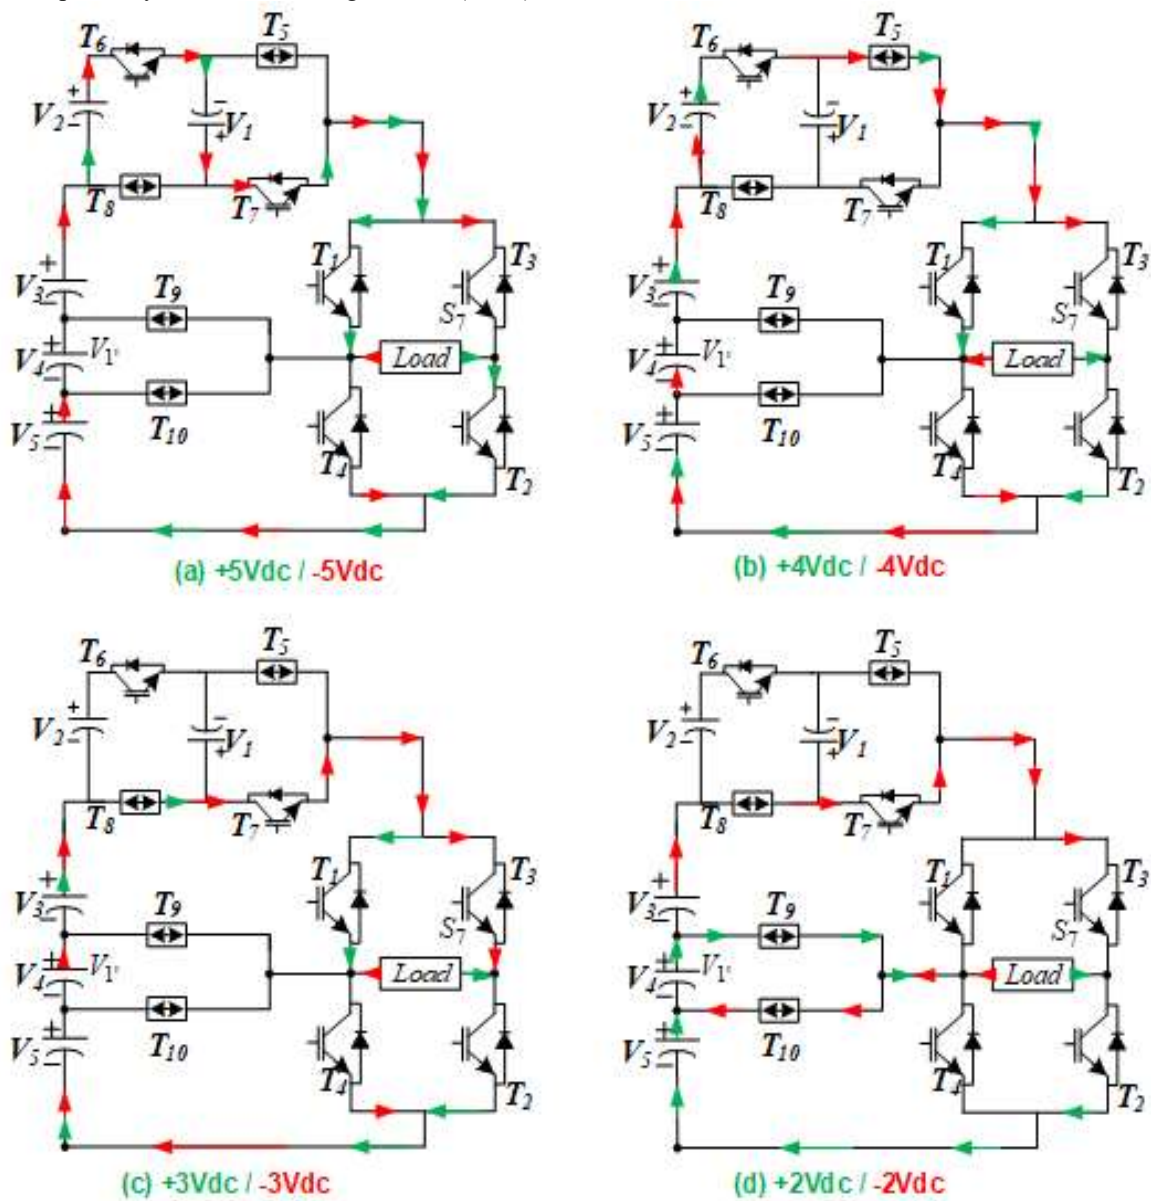 T6
T5
+
−
V2
−
+
V1
T8
T7
+
V3
−
T9
T1
T3
S7
+
V4
−
V1'
Load
+
V5
−
T10
T4
T2
(a) +5Vdc / -5Vdc
T6
T5
+
−
V2
−
+
V1
T8
T7
+
V3
−
T9
T1
T3
S7
+
V4
−
V1'
Load
+
V5
−
T10
T4
T2
(b) +4Vdc / -4Vdc
T6
T5
+
−
V2
−
+
V1
T8
T7
+
V3
−
T9
T1
T3
S7
+
V4
−
V1'
Load
+
V5
−
T10
T4
T2
(c) +3Vdc / -3Vdc
T6
T5
+
−
V2
−
+
V1
T8
T7
+
V3
−
T9
T1
T3
S7
+
V4
−
V1'
Load
+
V5
−
T10
T4
T2
(d) +2Vdc / -2Vdc